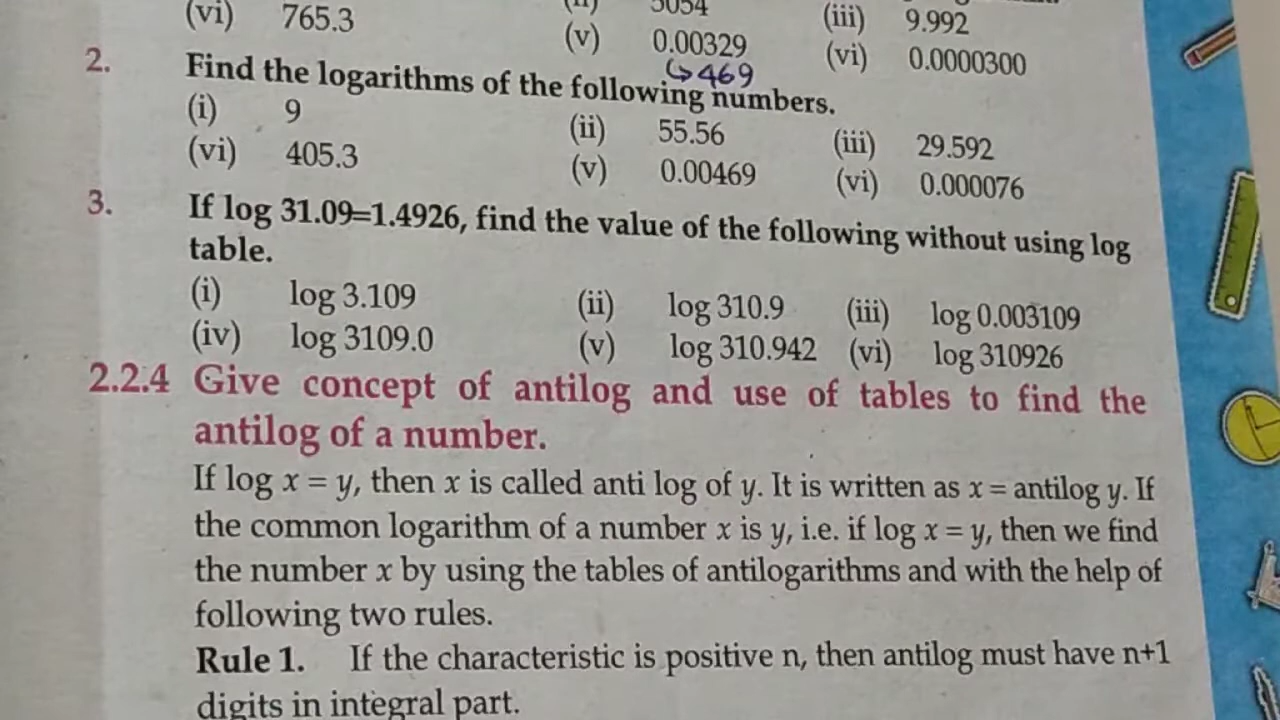 (vi) 765.3 (ii) 5054 (iii) 9.992
(v) 0.00329 (vi) 0.0000300
↳469
2. Find the logarithms of the following numbers.
(i) 9 (ii) 55.56 (iii) 29.592
(vi) 405.3 (v) 0.00469 (vi) 0.000076
3. If log 31.09=1.4926, find the value of the following without using log
table.
(i) log 3.109 (ii) log 310.9 (iii) log 0.003109
(iv) log 3109.0 (v) log 310.942 (vi) log 310926
2.2.4 Give concept of antilog and use of tables to find the
antilog of a number.
If log x = y, then x is called anti log of y. It is written as x = antilog y. If
the common logarithm of a number x is y, i.e. if log x = y, then we find
the number x by using the tables of antilogarithms and with the help of
following two rules.
Rule 1. If the characteristic is positive n, then antilog must have n+1
digits in integral part.